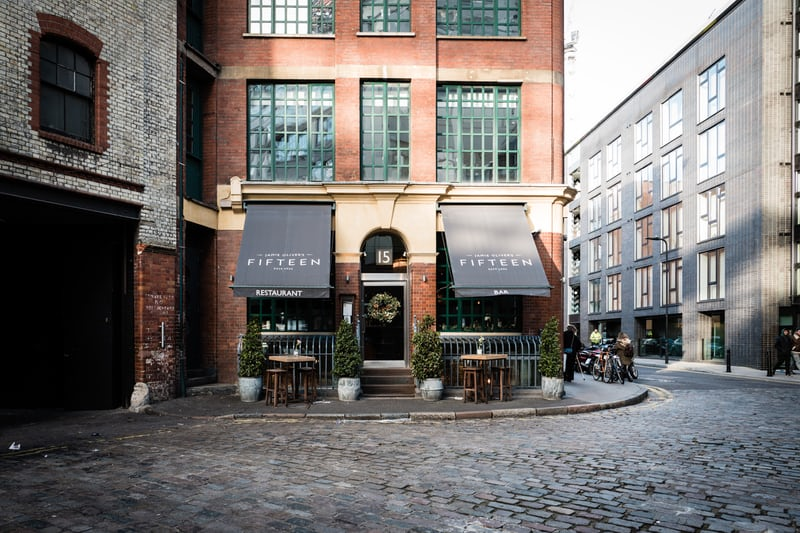 JAMIE OLIVER'S
FIFTEEN
RESTAURANT
15
JAMIE OLIVER'S
FIFTEEN
BAR